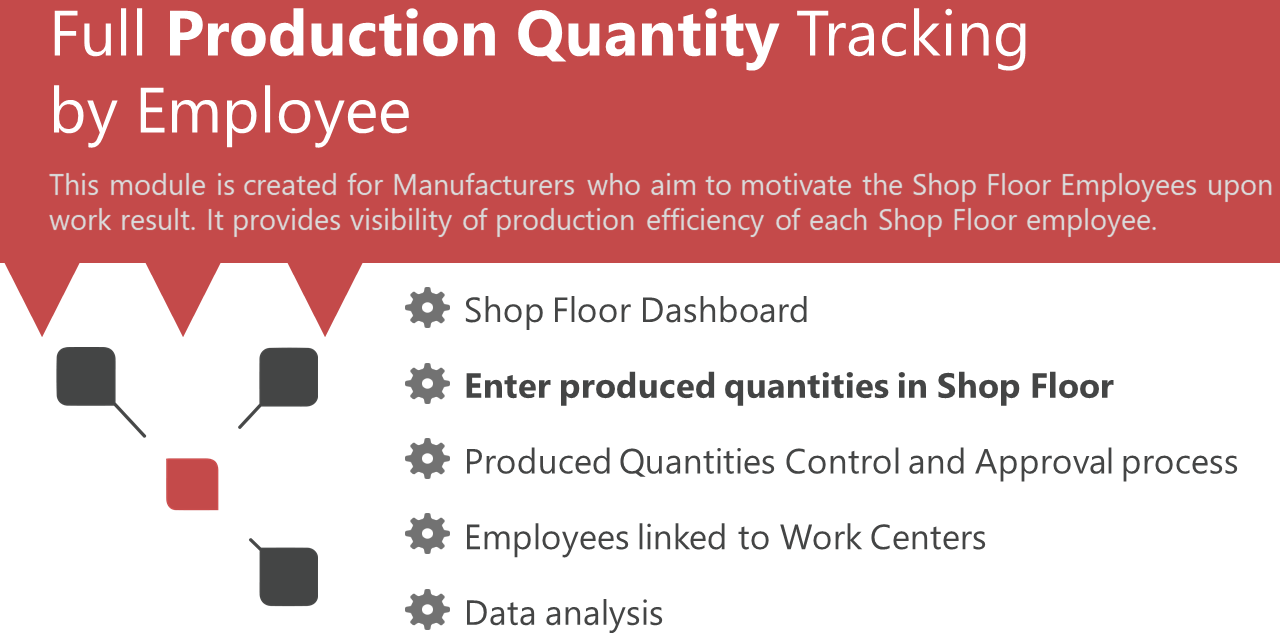 Full Production Quantity Tracking
by Employee
This module is created for Manufacturers who aim to motivate the Shop Floor Employees upon
work result. It provides visibility of production efficiency of each Shop Floor employee.
Shop Floor Dashboard
Enter produced quantities in Shop Floor
Produced Quantities Control and Approval process
Employees linked to Work Centers
Data analysis